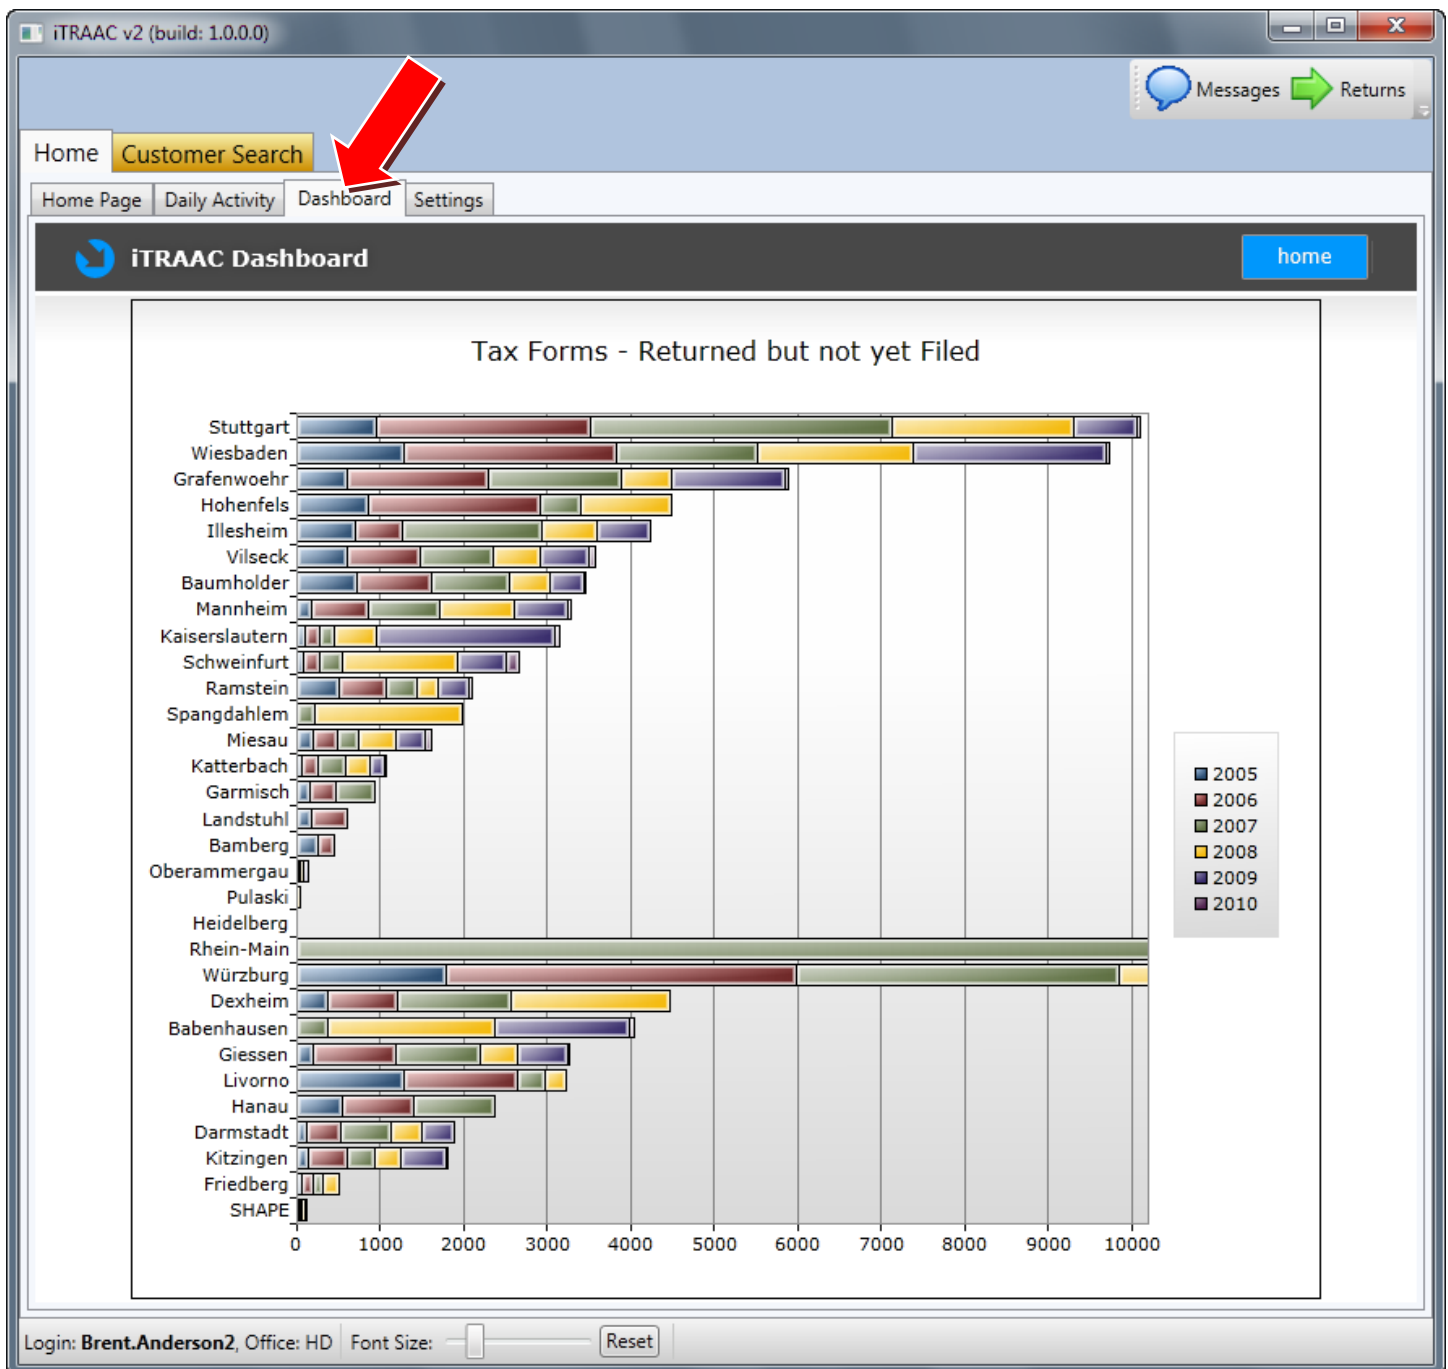 iTRAAC v2 (build: 1.0.0.0)
Messages Returns
Home Customer Search
Home Page Daily Activity Dashboard Settings
iTRAAC Dashboard home
Tax Forms - Returned but not yet Filed
Stuttgart
Wiesbaden
Grafenwoehr
Hohenfels
Illesheim
Vilseck
Baumholder
Mannheim
Kaiserslautern
Schweinfurt
Ramstein
Spangdahlem
Miesau
Katterbach
Garmisch
Landstuhl
Bamberg
Oberammergau
Pulaski
Heidelberg
Rhein-Main
Würzburg
Dexheim
Babenhausen
Giessen
Livorno
Hanau
Darmstadt
Kitzingen
Friedberg
SHAPE
0 1000 2000 3000 4000 5000 6000 7000 8000 9000 10000
2005
2006
2007
2008
2009
2010
Login: Brent.Anderson2, Office: HD Font Size: Reset